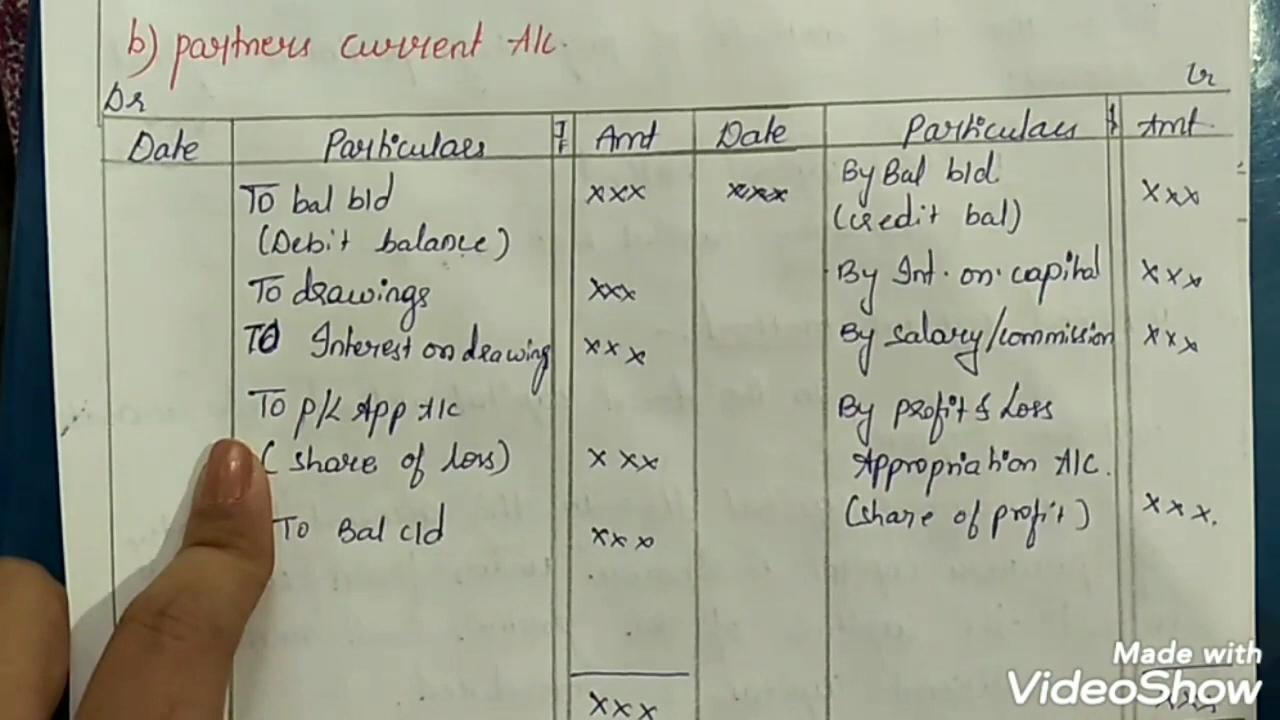 b) partners current A/c.
Dr
Cr
Date Particulars J F Amt Date Particulars Amt
To bal b/d xxx xxx By Bal b/d xxx
(Debit balance) (credit bal)
To drawings xxx By Int. on capital xxx
To Interest on drawing xxx By salary/commission xxx
To P/L App A/c By profit & Loss
(share of loss) xxx Appropriation A/c.
To Bal c/d xxx (share of profit) xxx.
xxx xxx
Made with
VideoShow